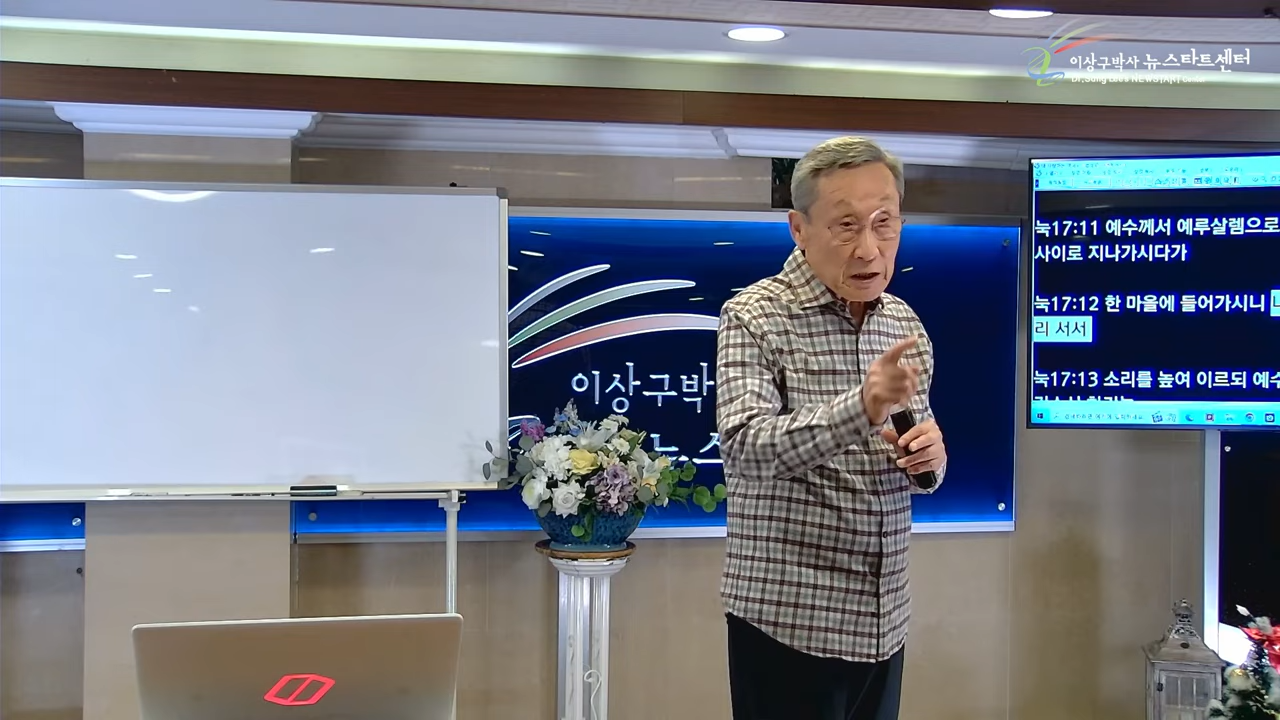 이상구박사 뉴스타트센터
눅17:11 예수께서 예루살렘으로
사이로 지나가시다가
눅17:12 한 마을에 들어가시니
리 서서
눅17:13 소리를 높여 이르되 예수
이상구박
뉴스